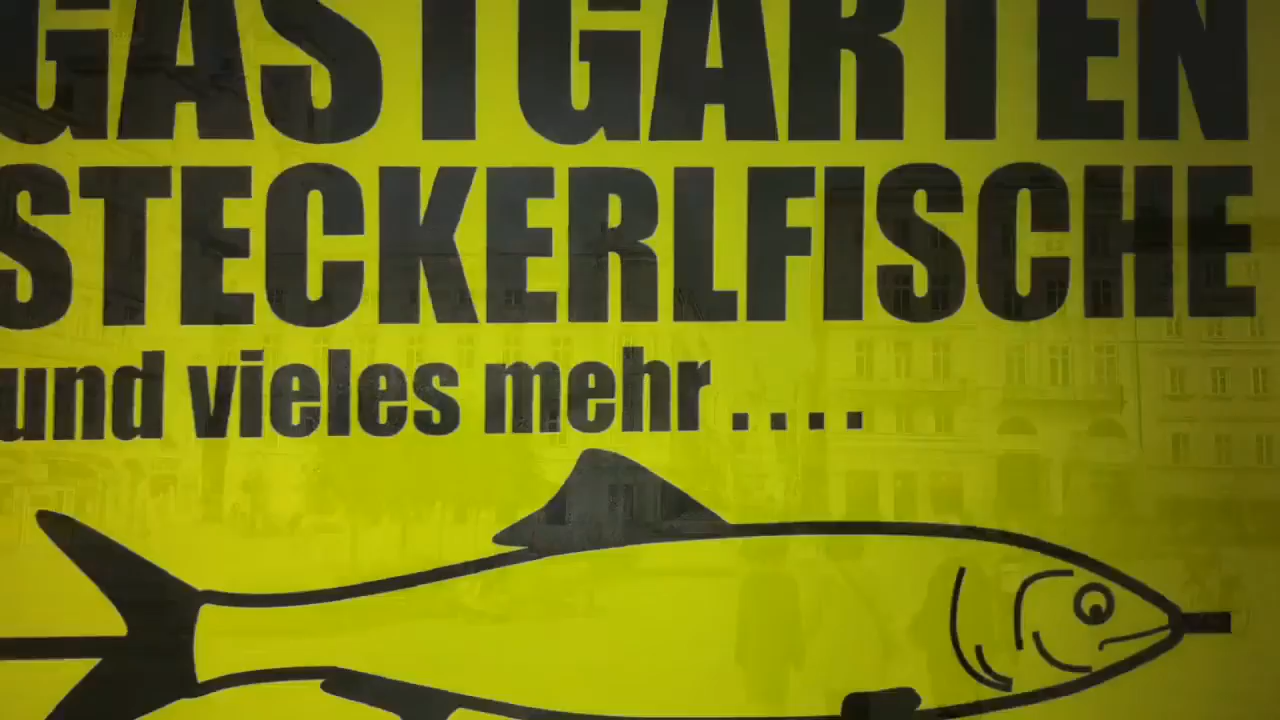 GASTGARTEN
STECKERLFISCHE
und vieles mehr ....